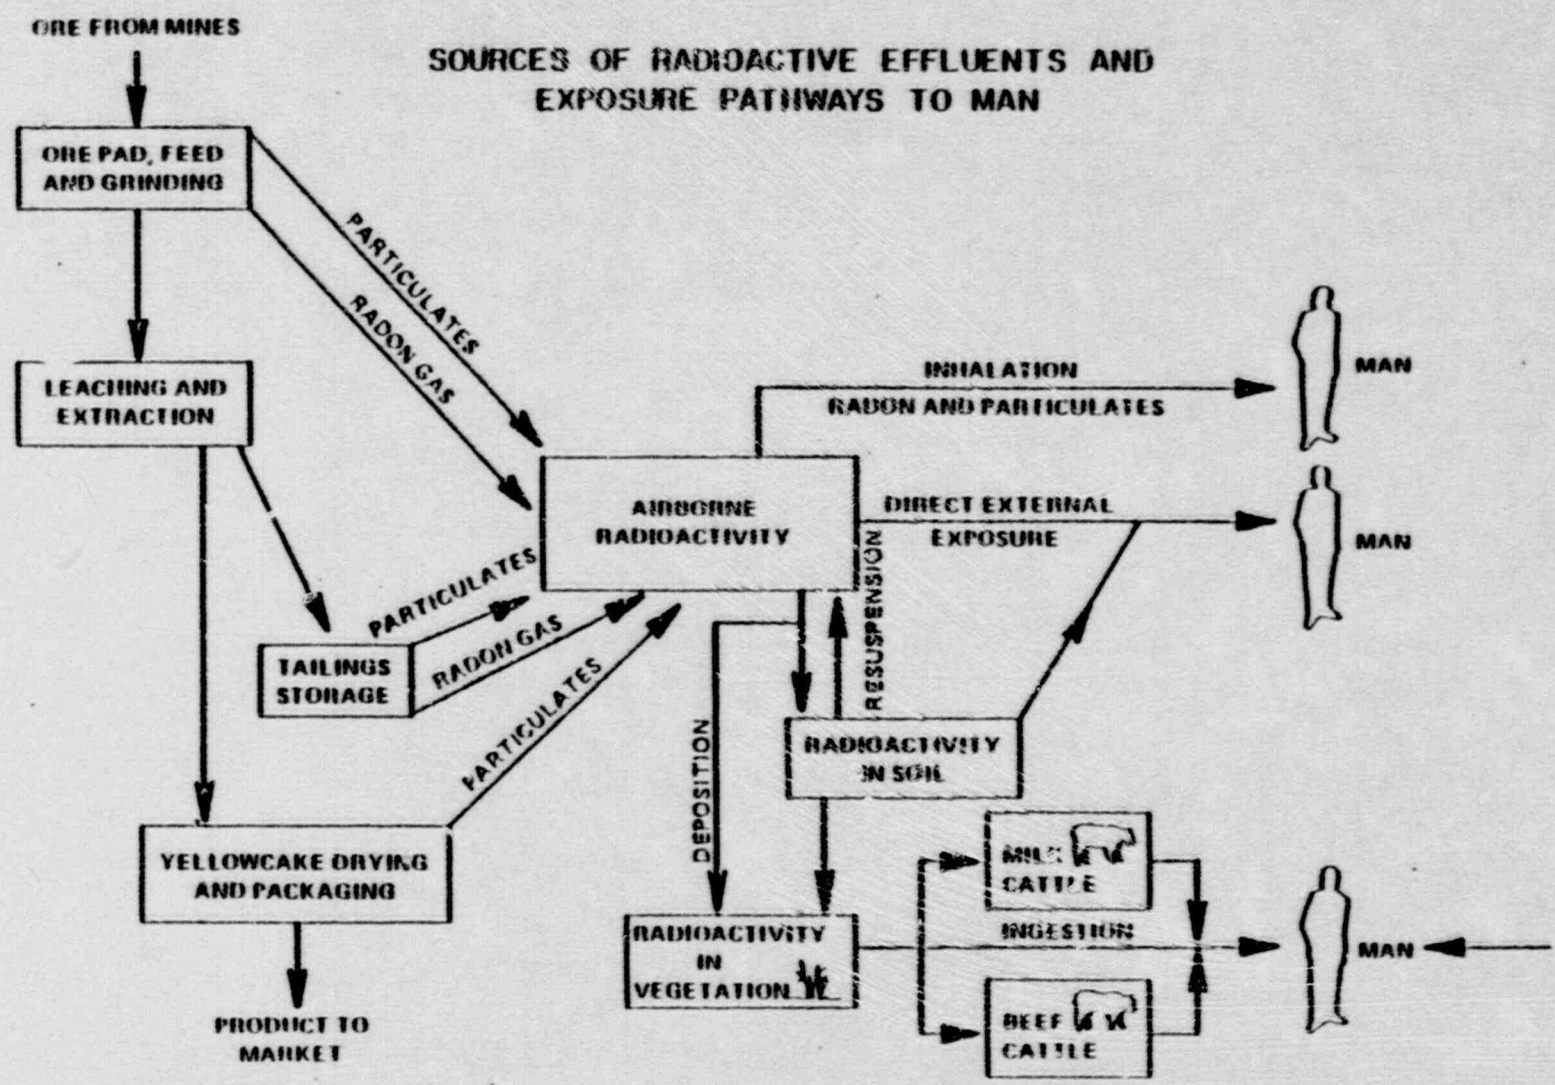 ORE FROM MINES
SOURCES OF RADIOACTIVE EFFLUENTS AND
EXPOSURE PATHWAYS TO MAN
ORE PAD, FEED
AND GRINDING
PARTICULATES
RADON GAS
LEACHING AND
EXTRACTION
INHALATION
RADON AND PARTICULATES
MAN
AIRBORNE
RADIOACTIVITY
DIRECT EXTERNAL
EXPOSURE
MAN
RESUSPENSION
PARTICULATES
RADON GAS
PARTICULATES
TAILINGS
STORAGE
DEPOSITION
RADIOACTIVITY
IN SOIL
YELLOWCAKE DRYING
AND PACKAGING
MILK
CATTLE
RADIOACTIVITY
IN
VEGETATION
INGESTION
MAN
BEEF
CATTLE
PRODUCT TO
MARKET